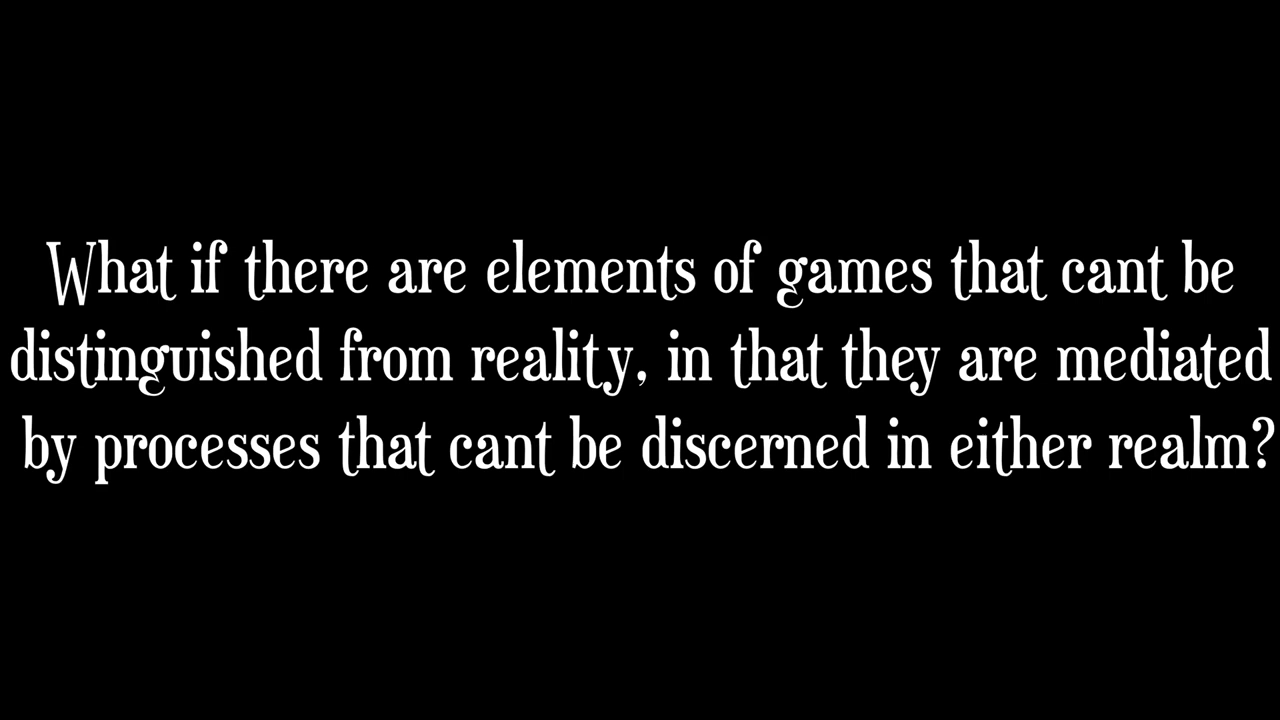 What if there are elements of games that cant be
distinguished from reality, in that they are mediated
by processes that cant be discerned in either realm?